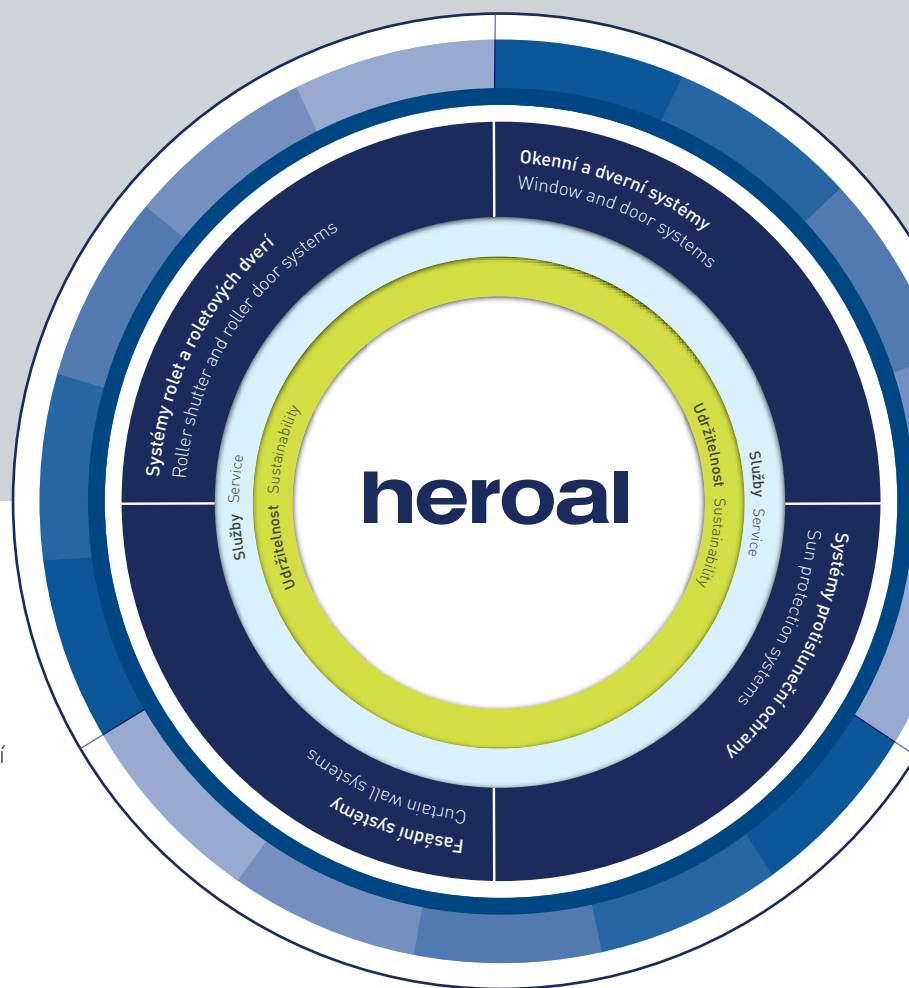 Okenní a dverní systémy
Window and door systems
Systémy rolet a roletových dverí
Roller shutter and roller door systems
Služby Service
Udržitelnost Sustainability
heroal
Udržitelnost Sustainability
Služby Service
Systémy protisluneční ochrany
Sun protection systems
Fasádní systémy
Curtain wall systems
í